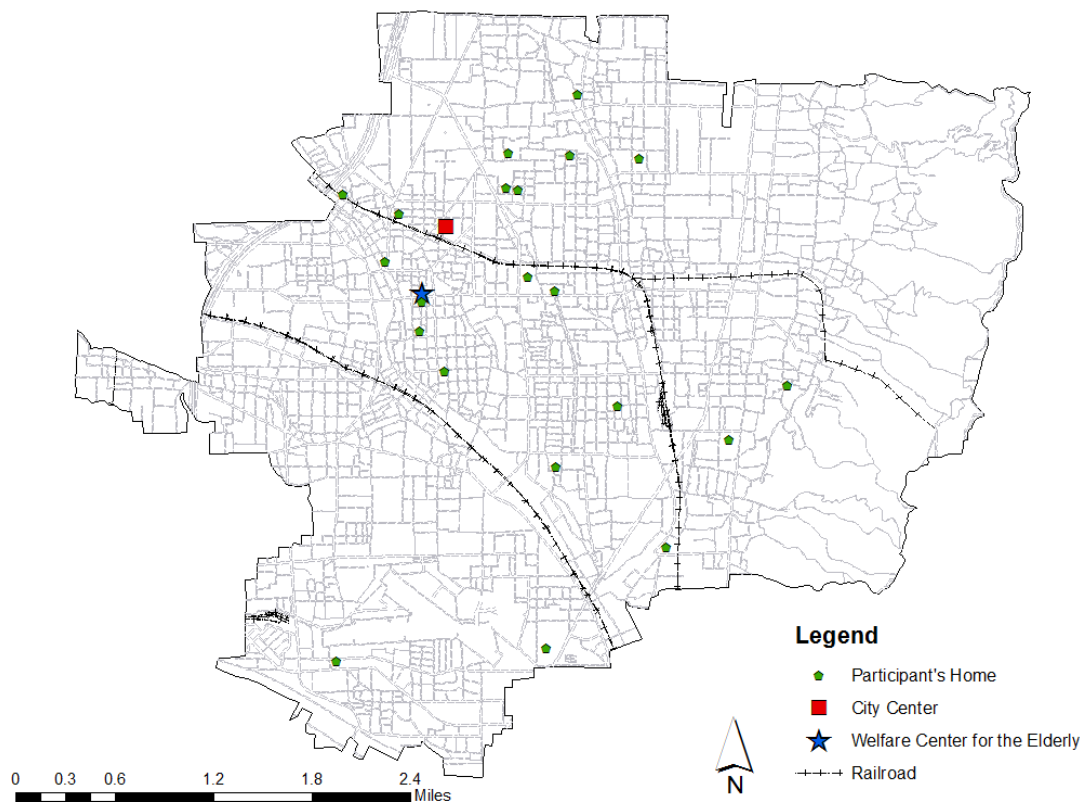 Legend
Participant's Home
City Center
Welfare Center for the Elderly
Railroad
N
0 0.3 0.6 1.2 1.8 2.4
Miles